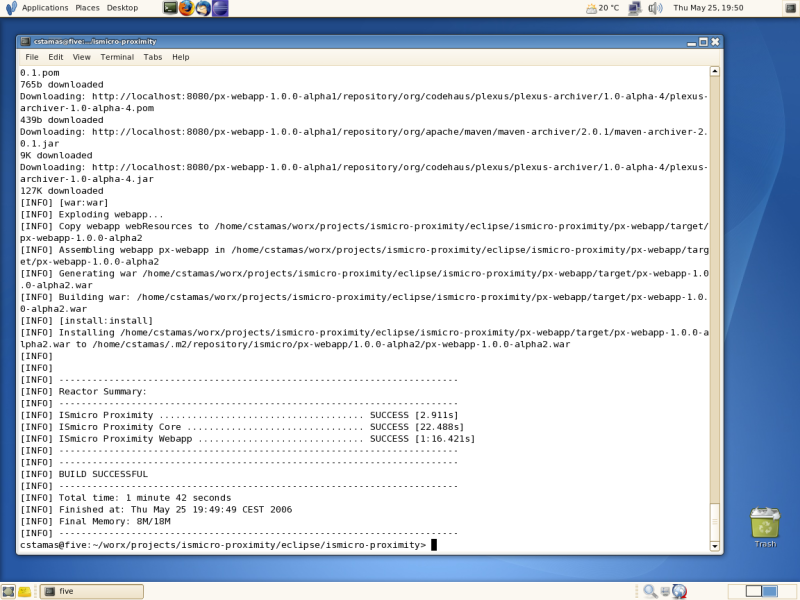 Applications Places Desktop
20 °C
Thu May 25, 19:50
cstamas@five:.../ismicro-proximity
File Edit View Terminal Tabs Help
0.1.pom
765b downloaded
Downloading: http://localhost:8080/px-webapp-1.0.0-alpha1/repository/org/codehaus/plexus/plexus-archiver/1.0-alpha-4/plexus-
archiver-1.0-alpha-4.pom
439b downloaded
Downloading: http://localhost:8080/px-webapp-1.0.0-alpha1/repository/org/apache/maven/maven-archiver/2.0.1/maven-archiver-2.
0.1.jar
9K downloaded
Downloading: http://localhost:8080/px-webapp-1.0.0-alpha1/repository/org/codehaus/plexus/plexus-archiver/1.0-alpha-4/plexus-
archiver-1.0-alpha-4.jar
127K downloaded
[INFO] [war:war]
[INFO] Exploding webapp...
[INFO] Copy webapp webResources to /home/cstamas/worx/projects/ismicro-proximity/eclipse/ismicro-proximity/px-webapp/target/
px-webapp-1.0.0-alpha2
[INFO] Assembling webapp px-webapp in /home/cstamas/worx/projects/ismicro-proximity/eclipse/ismicro-proximity/px-webapp/targ
et/px-webapp-1.0.0-alpha2
[INFO] Generating war /home/cstamas/worx/projects/ismicro-proximity/eclipse/ismicro-proximity/px-webapp/target/px-webapp-1.0
.0-alpha2.war
[INFO] Building war: /home/cstamas/worx/projects/ismicro-proximity/eclipse/ismicro-proximity/px-webapp/target/px-webapp-1.0.
0-alpha2.war
[INFO] [install:install]
[INFO] Installing /home/cstamas/worx/projects/ismicro-proximity/eclipse/ismicro-proximity/px-webapp/target/px-webapp-1.0.0-a
lpha2.war to /home/cstamas/.m2/repository/ismicro/px-webapp/1.0.0-alpha2/px-webapp-1.0.0-alpha2.war
[INFO]
[INFO]
[INFO] ------------------------------------------------------------------------
[INFO] Reactor Summary:
[INFO] ------------------------------------------------------------------------
[INFO] ISmicro Proximity ..................................... SUCCESS [2.911s]
[INFO] ISmicro Proximity Core ................................ SUCCESS [22.488s]
[INFO] ISmicro Proximity Webapp .............................. SUCCESS [1:16.421s]
[INFO] ------------------------------------------------------------------------
[INFO] ------------------------------------------------------------------------
[INFO] BUILD SUCCESSFUL
[INFO] ------------------------------------------------------------------------
[INFO] Total time: 1 minute 42 seconds
[INFO] Finished at: Thu May 25 19:49:49 CEST 2006
[INFO] Final Memory: 8M/18M
[INFO] ------------------------------------------------------------------------
cstamas@five:~/worx/projects/ismicro-proximity/eclipse/ismicro-proximity>
Trash
five